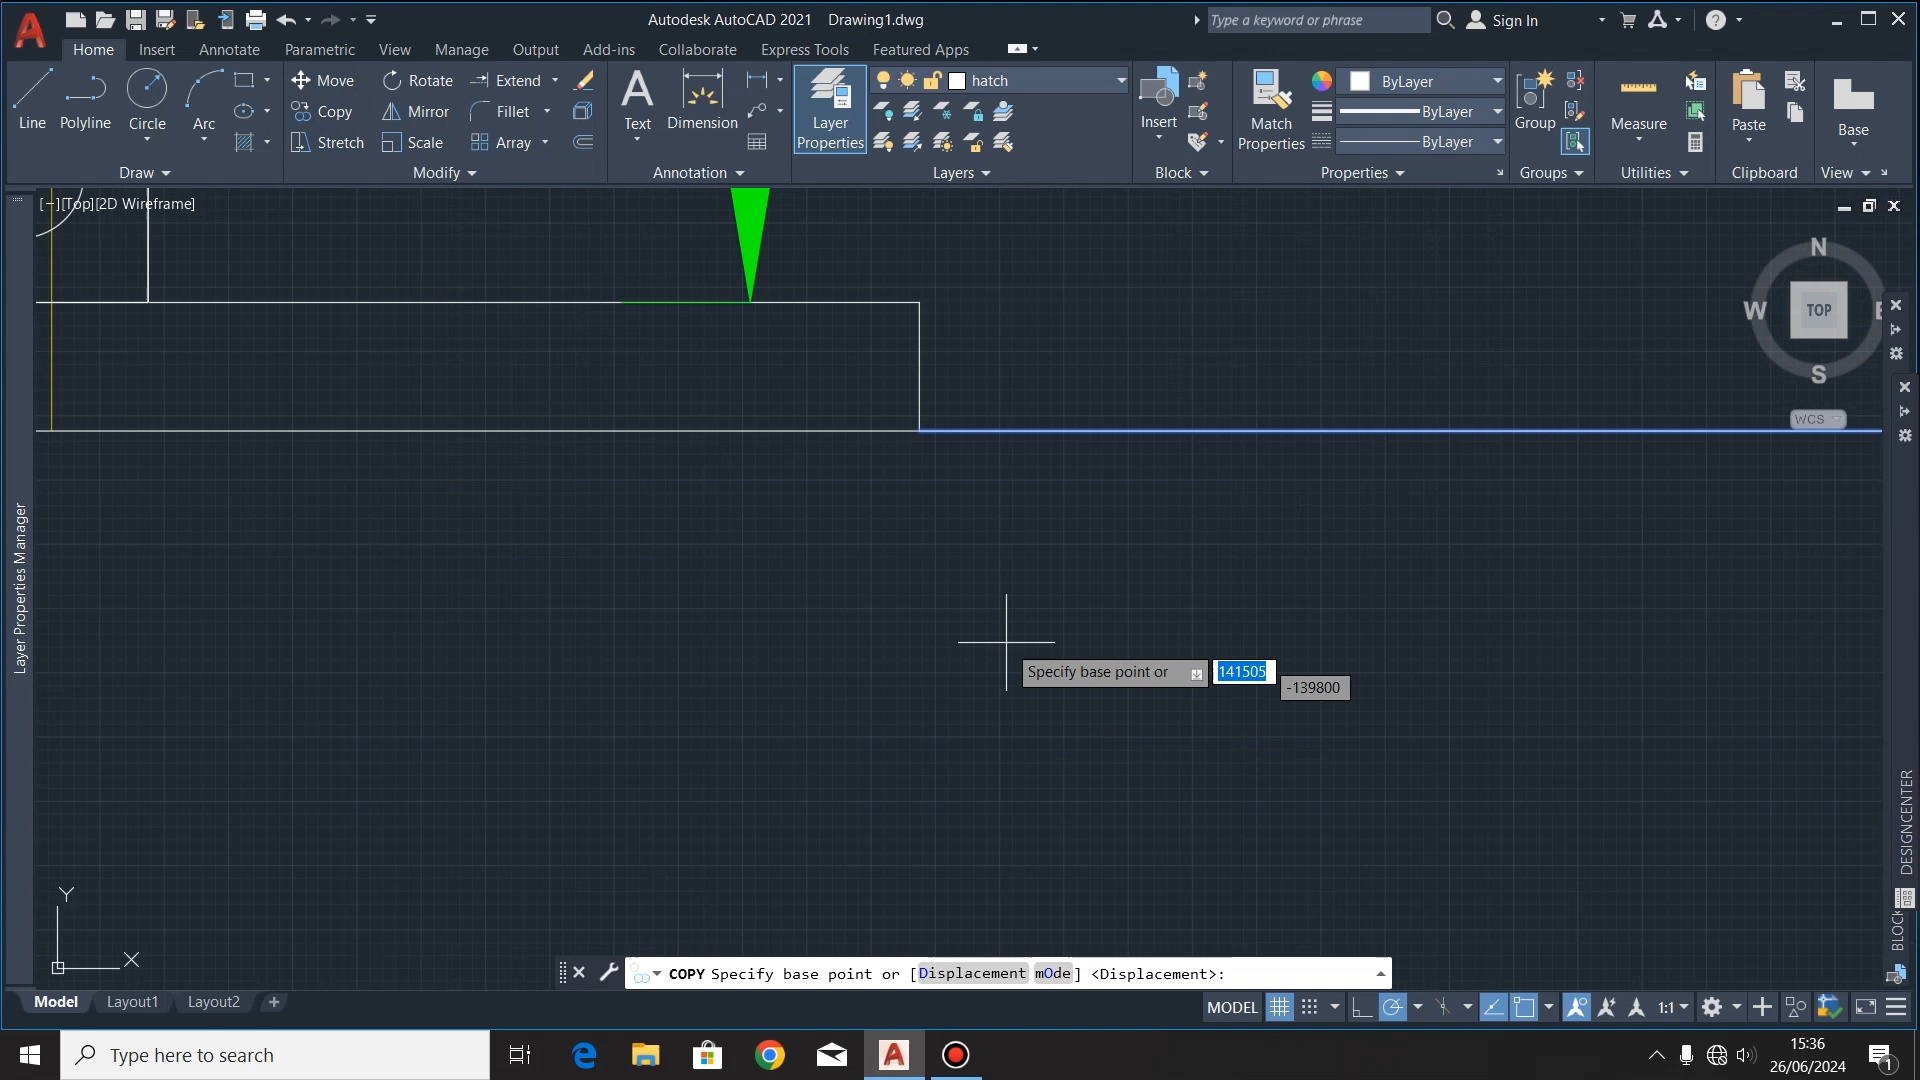 Autodesk AutoCAD 2021 Drawing1.dwg
Type a keyword or phrase
Sign In
Home Insert Annotate Parametric View Manage Output Add-ins Collaborate Express Tools Featured Apps
Line Polyline Circle Arc
Move Rotate Extend
Copy Mirror Fillet
Stretch Scale Array
Text Dimension
Layer Properties
hatch
Insert
Match Properties
ByLayer
ByLayer
ByLayer
Group
Measure
Paste
Base
Draw Modify Annotation Layers Block Properties Groups Utilities Clipboard View
[−][Top][2D Wireframe]
N
W TOP E
S
WCS
Layer Properties Manager
DESIGNCENTER
BLOCK
Specify base point or 141505
-139800
Y
X
COPY Specify base point or [Displacement mOde] <Displacement>:
Model Layout1 Layout2
MODEL 1:1
Type here to search
15:36
26/06/2024
1